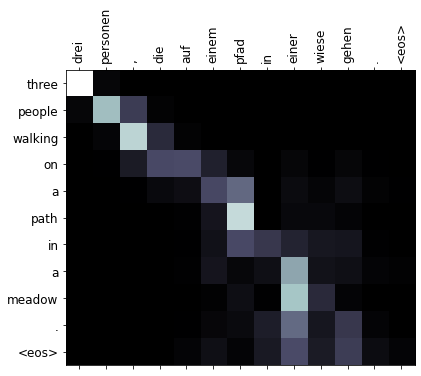 drei personen , die auf einem pfad in einer wiese gehen . <eos>
three
people
walking
on
a
path
in
a
meadow
.
<eos>